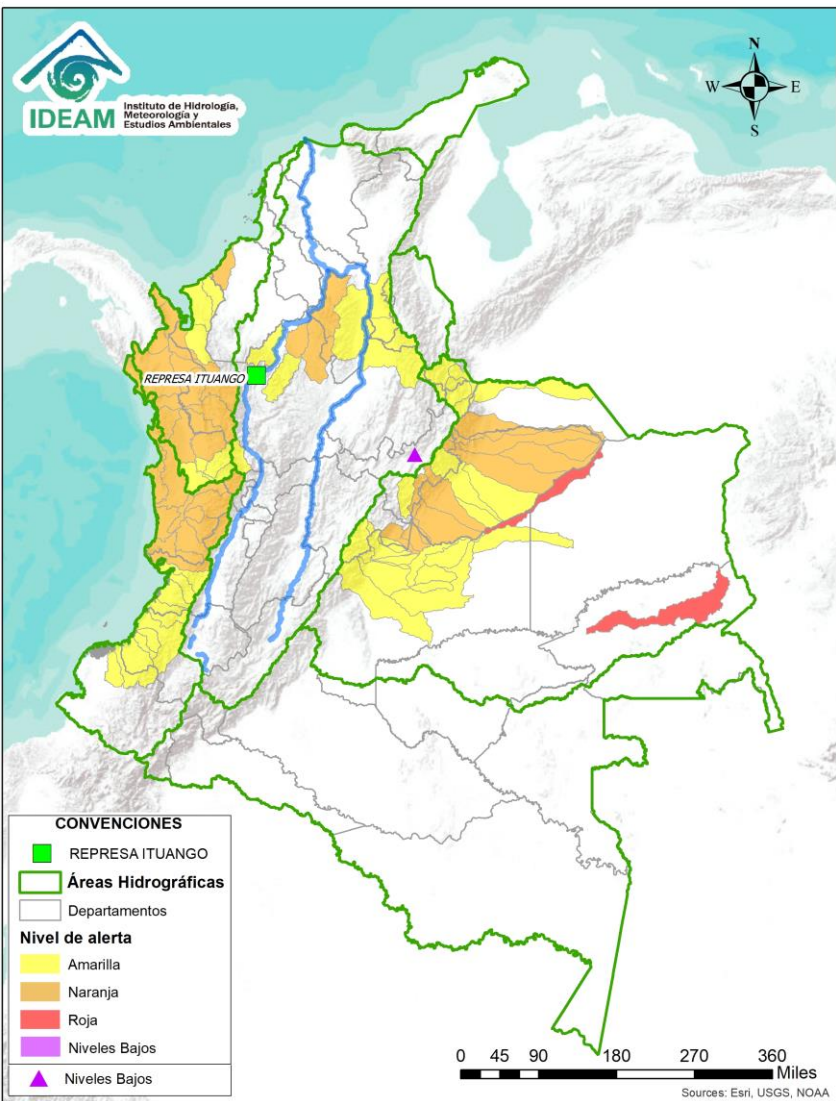 IDEAM
Instituto de Hidrología,
Meteorología y
Estudios Ambientales
N
W
E
S
REPRESA ITUANGO
CONVENCIONES
REPRESA ITUANGO
Áreas Hidrográficas
Departamentos
Nivel de alerta
Amarilla
Naranja
Roja
Niveles Bajos
Niveles Bajos
0 45 90 180 270 360
Miles
Sources: Esri, USGS, NOAA